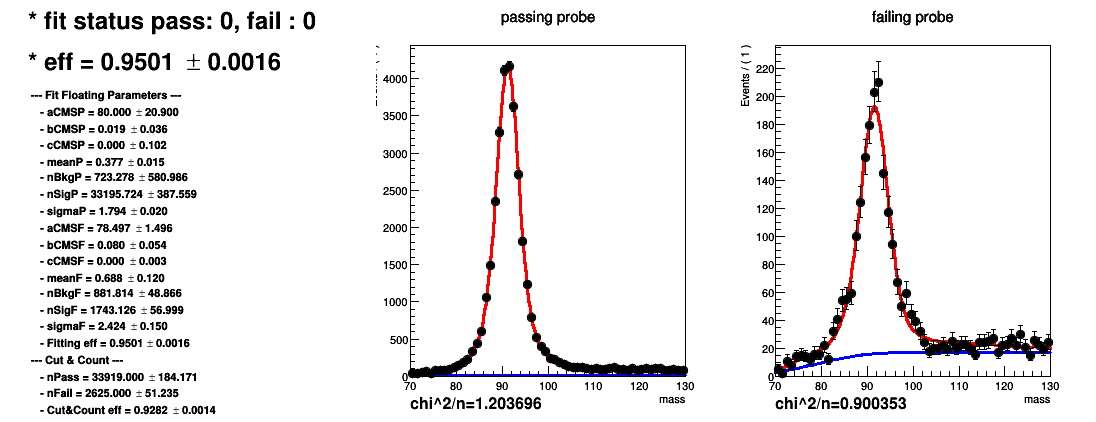 * fit status pass: 0, fail : 0
* eff = 0.9501 ± 0.0016
--- Fit Floating Parameters ---
- aCMSP = 80.000 ± 20.900
- bCMSP = 0.019 ± 0.036
- cCMSP = 0.000 ± 0.102
- meanP = 0.377 ± 0.015
- nBkgP = 723.278 ± 580.986
- nSigP = 33195.724 ± 387.559
- sigmaP = 1.794 ± 0.020
- aCMSF = 78.497 ± 1.496
- bCMSF = 0.080 ± 0.054
- cCMSF = 0.000 ± 0.003
- meanF = 0.688 ± 0.120
- nBkgF = 881.814 ± 48.866
- nSigF = 1743.126 ± 56.999
- sigmaF = 2.424 ± 0.150
- Fitting eff = 0.9501 ± 0.0016
--- Cut & Count ---
- nPass = 33919.000 ± 184.171
- nFail = 2625.000 ± 51.235
- Cut&Count eff = 0.9282 ± 0.0014
passing probe
4000
3500
3000
2500
2000
1500
1000
500
0
70 80 90 100 110 120 130
mass
chi^2/n=1.203696
failing probe
Events / ( 1 )
220
200
180
160
140
120
100
80
60
40
20
0
70 80 90 100 110 120 130
mass
chi^2/n=0.900353